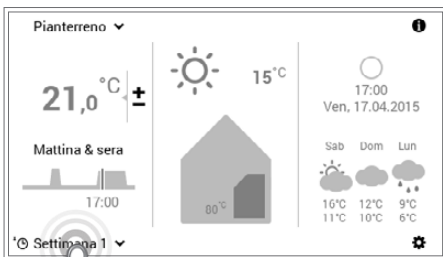 Pianterreno
21,0 °C ±
Mattina & sera
17:00
Settimana 1
15°C
00°C
17:00
Ven, 17.04.2015
Sab Dom Lun
16°C 12°C 9°C
11°C 10°C 6°C